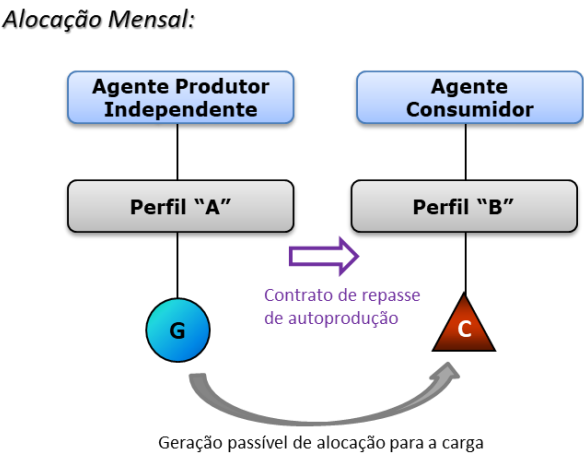 Alocação Mensal:
Agente Produtor
Independente
Agente
Consumidor
Perfil “A”
Perfil “B”
Contrato de repasse
de autoprodução
G
C
Geração passível de alocação para a carga